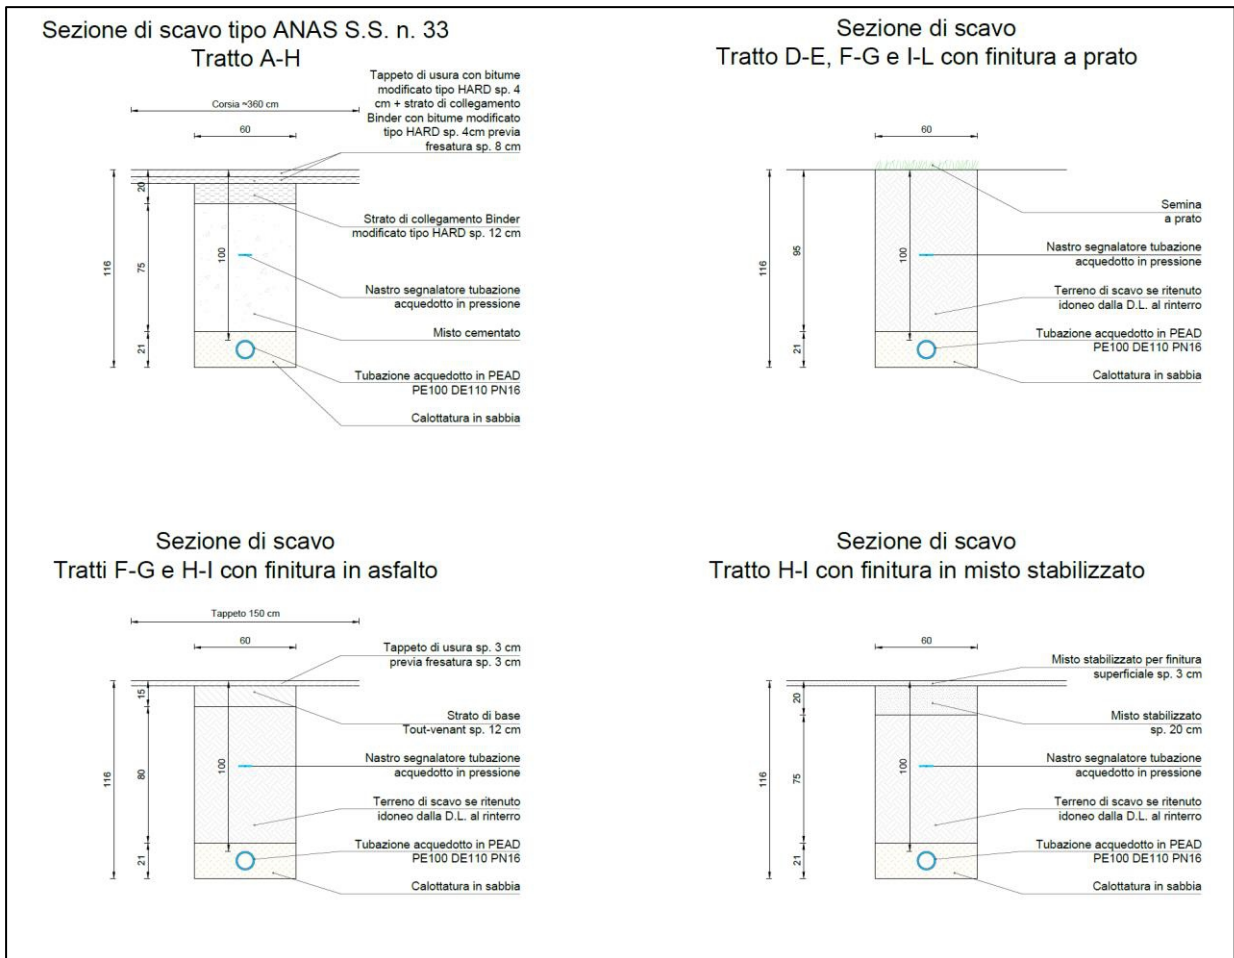 Sezione di scavo tipo ANAS S.S. n. 33
Tratto A-H
Tappeto di usura con bitume
modificato tipo HARD sp. 4
cm + strato di collegamento
Binder con bitume modificato
tipo HARD sp. 4cm previa
fresatura sp. 8 cm
Corsia ~360 cm
60
20
116
75
100
21
Strato di collegamento Binder
modificato tipo HARD sp. 12 cm
Nastro segnalatore tubazione
acquedotto in pressione
Misto cementato
Tubazione acquedotto in PEAD
PE100 DE110 PN16
Calottatura in sabbia
Sezione di scavo
Tratto D-E, F-G e I-L con finitura a prato
60
116
95
100
21
Semina
a prato
Nastro segnalatore tubazione
acquedotto in pressione
Terreno di scavo se ritenuto
idoneo dalla D.L. al rinterro
Tubazione acquedotto in PEAD
PE100 DE110 PN16
Calottatura in sabbia
Sezione di scavo
Tratti F-G e H-I con finitura in asfalto
Tappeto 150 cm
60
15
116
80
100
21
Tappeto di usura sp. 3 cm
previa fresatura sp. 3 cm
Strato di base
Tout-venant sp. 12 cm
Nastro segnalatore tubazione
acquedotto in pressione
Terreno di scavo se ritenuto
idoneo dalla D.L. al rinterro
Tubazione acquedotto in PEAD
PE100 DE110 PN16
Calottatura in sabbia
Sezione di scavo
Tratto H-I con finitura in misto stabilizzato
60
20
116
75
100
21
Misto stabilizzato per finitura
superficiale sp. 3 cm
Misto stabilizzato
sp. 20 cm
Nastro segnalatore tubazione
acquedotto in pressione
Terreno di scavo se ritenuto
idoneo dalla D.L. al rinterro
Tubazione acquedotto in PEAD
PE100 DE110 PN16
Calottatura in sabbia